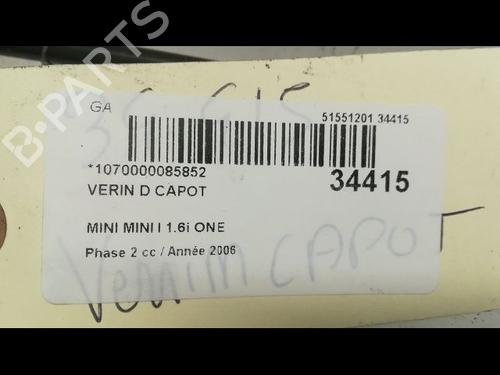 GA
51551201 34415
*1070000085852
34415
VERIN D CAPOT
MINI MINI I 1.6i ONE
Phase 2 cc / Année 2006
CAPOT
B-PARTS